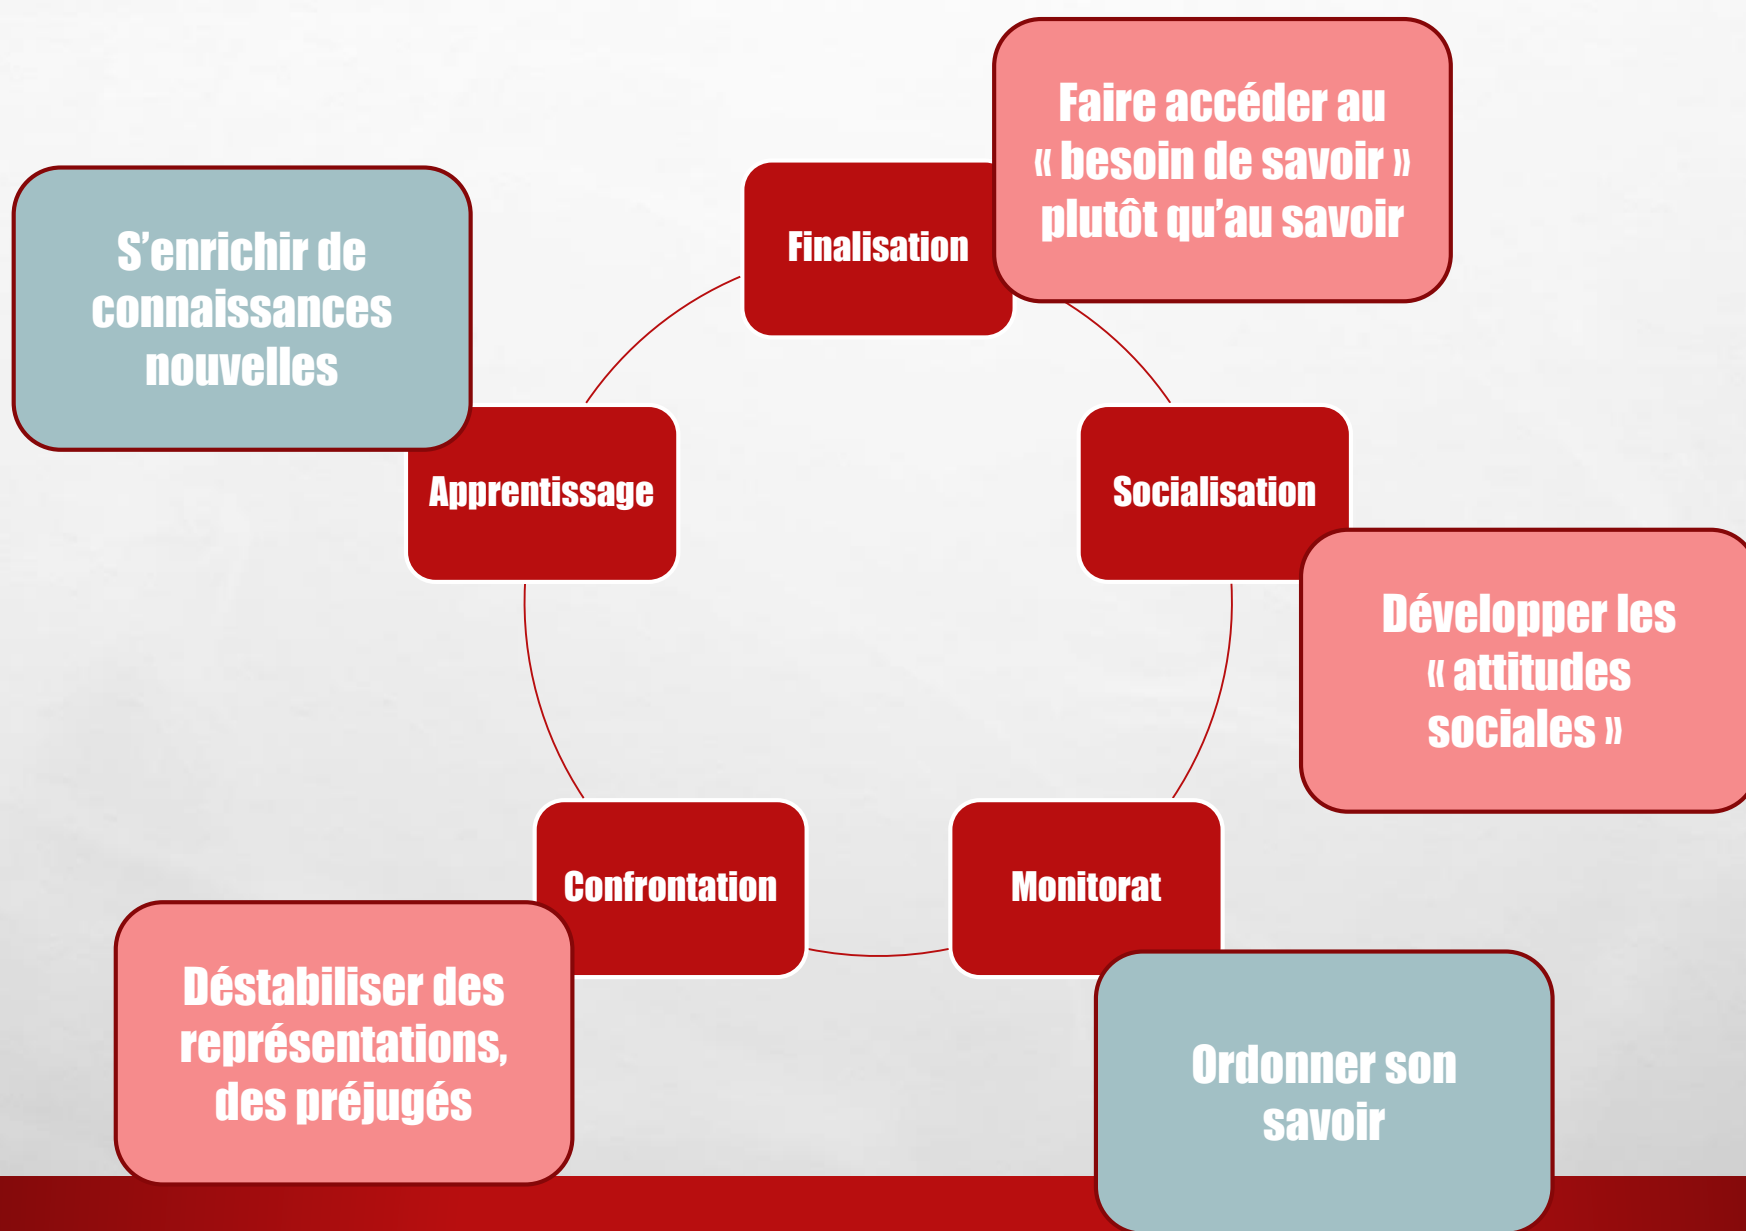 Finalisation
Faire accéder au
« besoin de savoir »
plutôt qu’au savoir
Socialisation
Développer les
« attitudes
sociales »
Monitorat
Ordonner son
savoir
Confrontation
Déstabiliser des
représentations,
des préjugés
Apprentissage
S’enrichir de
connaissances
nouvelles